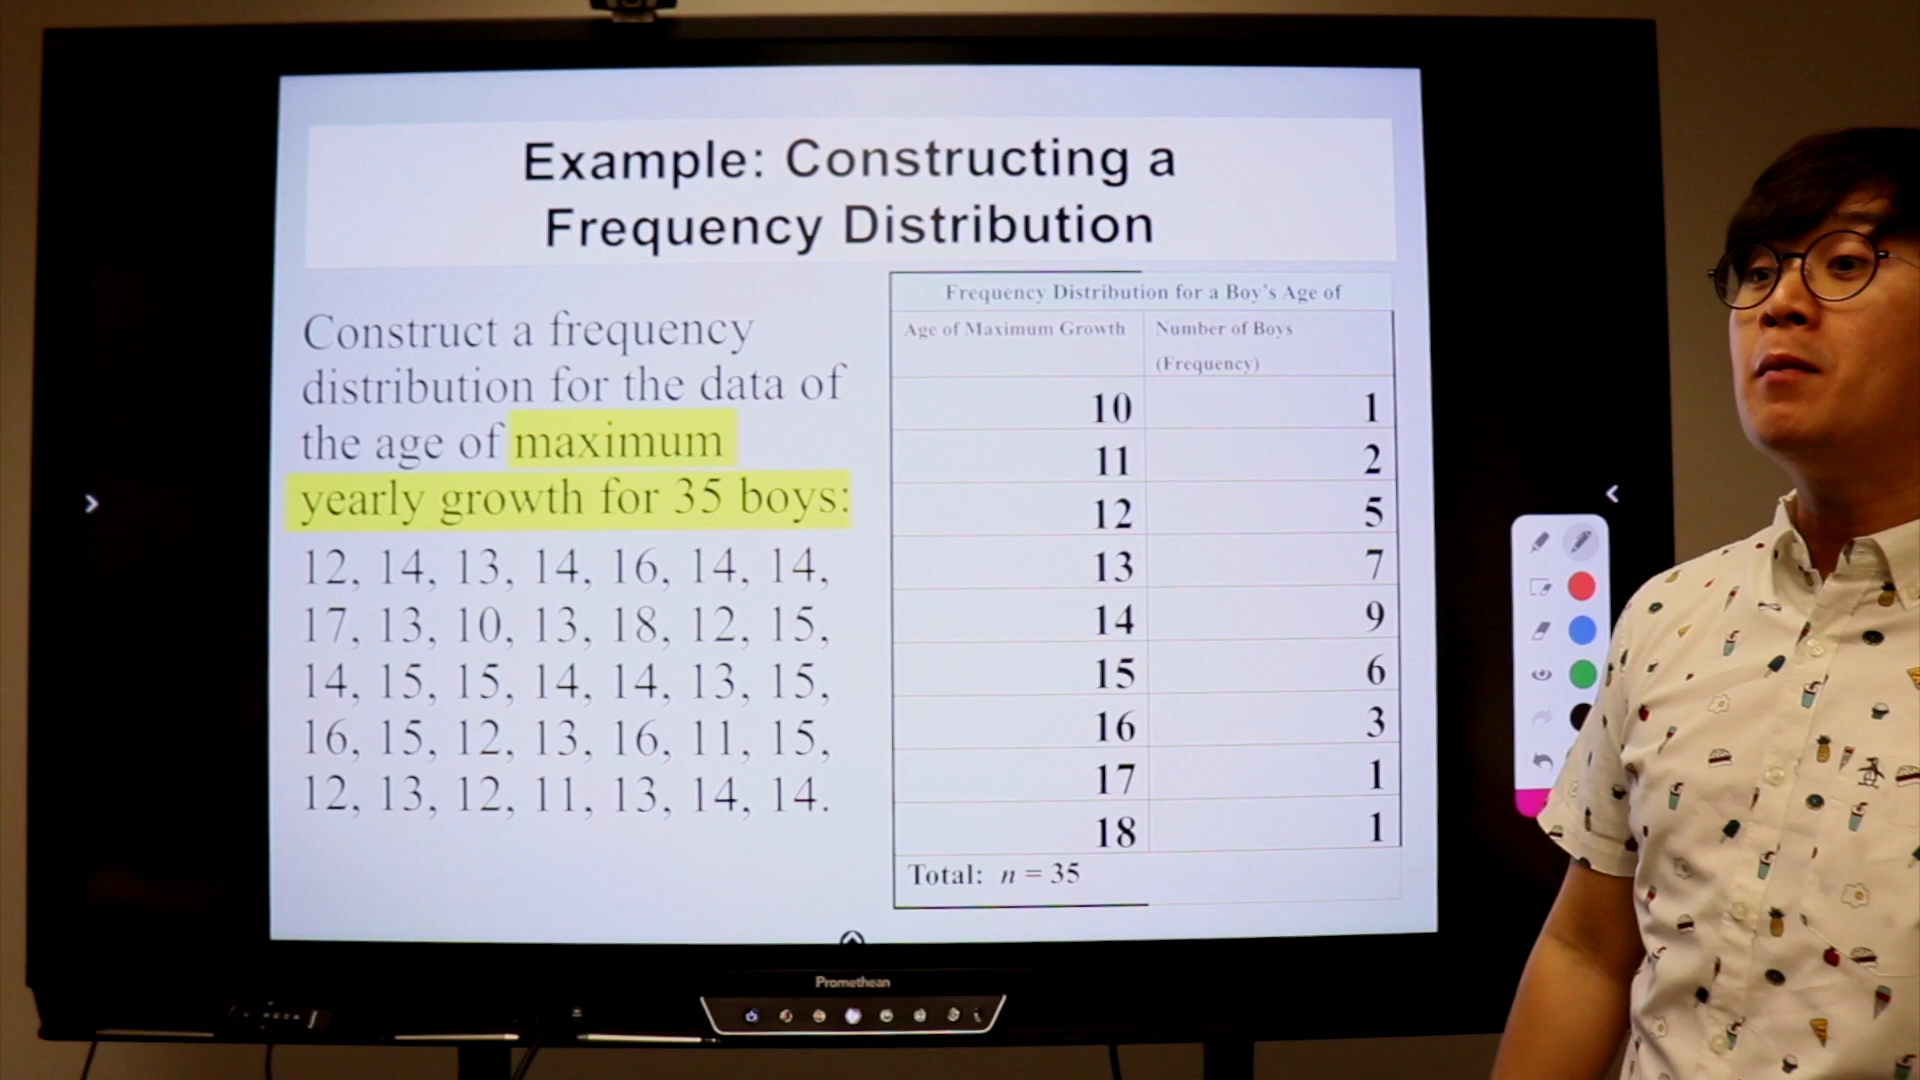 Example: Constructing a
Frequency Distribution
Construct a frequency
distribution for the data of
the age of maximum
yearly growth for 35 boys:
12, 14, 13, 14, 16, 14, 14,
17, 13, 10, 13, 18, 12, 15,
14, 15, 15, 14, 14, 13, 15,
16, 15, 12, 13, 16, 11, 15,
12, 13, 12, 11, 13, 14, 14.
Frequency Distribution for a Boy's Age of
Age of Maximum Growth Number of Boys
(Frequency)
10 1
11 2
12 5
13 7
14 9
15 6
16 3
17 1
18 1
Total: n = 35
Promethean